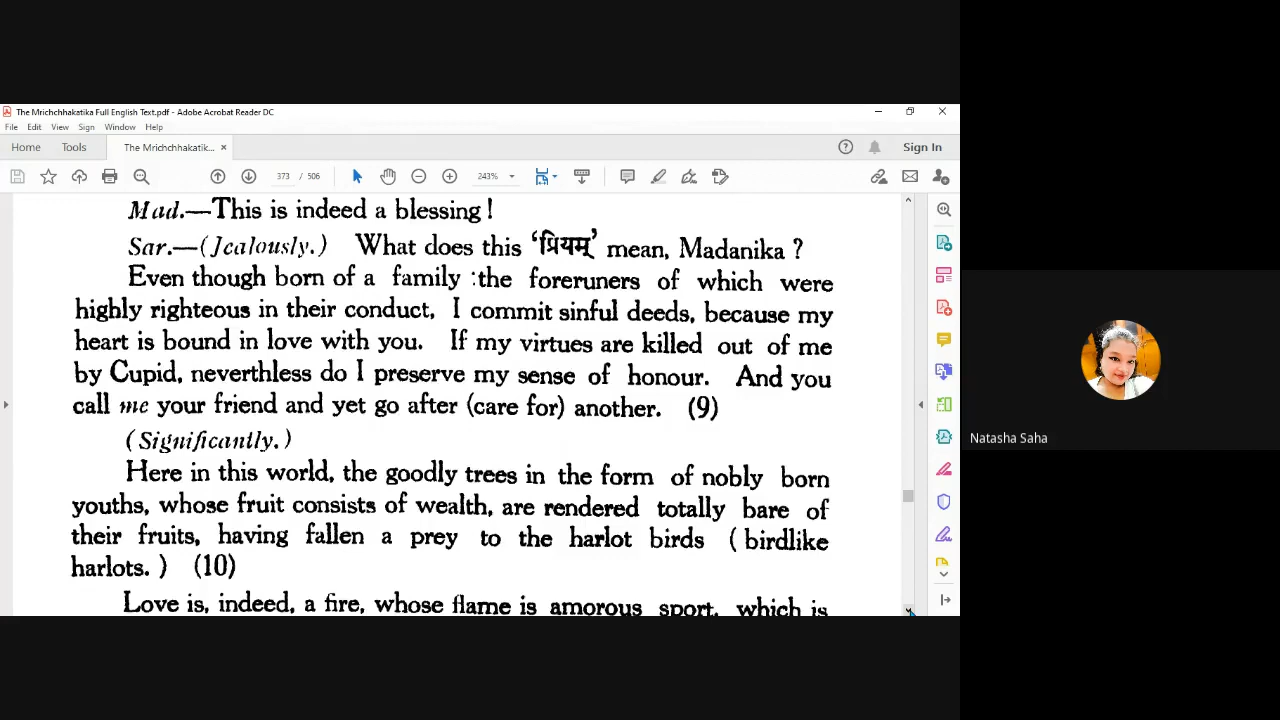 The Mrichchhakatika Full English Text.pdf - Adobe Acrobat Reader DC
File Edit View Sign Window Help
Home Tools The Mrichchhakatik... × Sign In
373 / 506 243%
Mad.—This is indeed a blessing !
Sar.—(Jealously.) What does this ‘प्रियम्’ mean, Madanika ?
Even though born of a family :the foreruners of which were
highly righteous in their conduct, I commit sinful deeds, because my
heart is bound in love with you. If my virtues are killed out of me
by Cupid, neverthless do I preserve my sense of honour. And you
call me your friend and yet go after (care for) another. (9)
(Significantly.)
Here in this world, the goodly trees in the form of nobly born
youths, whose fruit consists of wealth, are rendered totally bare of
their fruits, having fallen a prey to the harlot birds ( birdlike
harlots. ) (10)
Love is, indeed, a fire, whose flame is amorous sport, which is
Natasha Saha